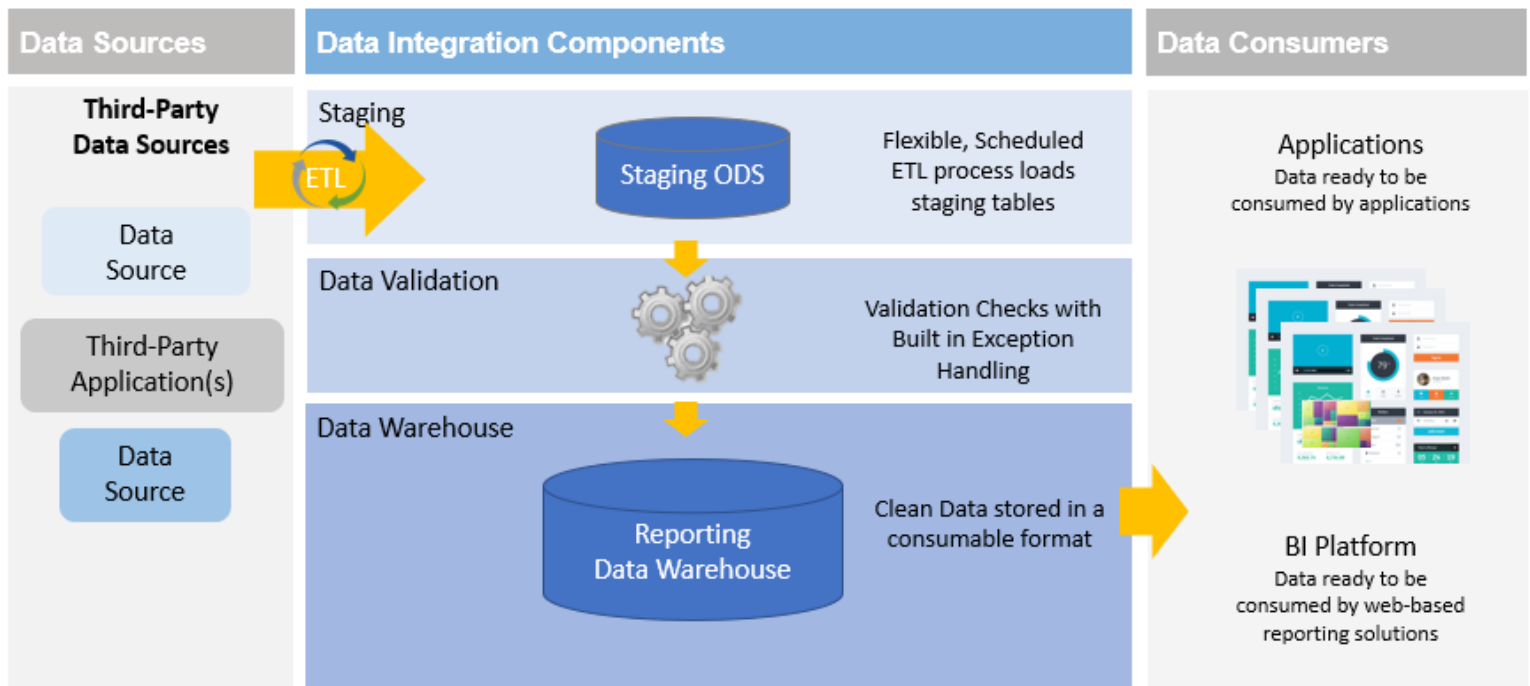 Data Sources
Data Integration Components
Data Consumers
Third-Party
Data Sources
ETL
Data
Source
Third-Party
Application(s)
Data
Source
Staging
Staging ODS
Flexible, Scheduled
ETL process loads
staging tables
Data Validation
Validation Checks with
Built in Exception
Handling
Data Warehouse
Reporting
Data Warehouse
Clean Data stored in a
consumable format
Applications
Data ready to be
consumed by applications
79
BI Platform
Data ready to be
consumed by web-based
reporting solutions